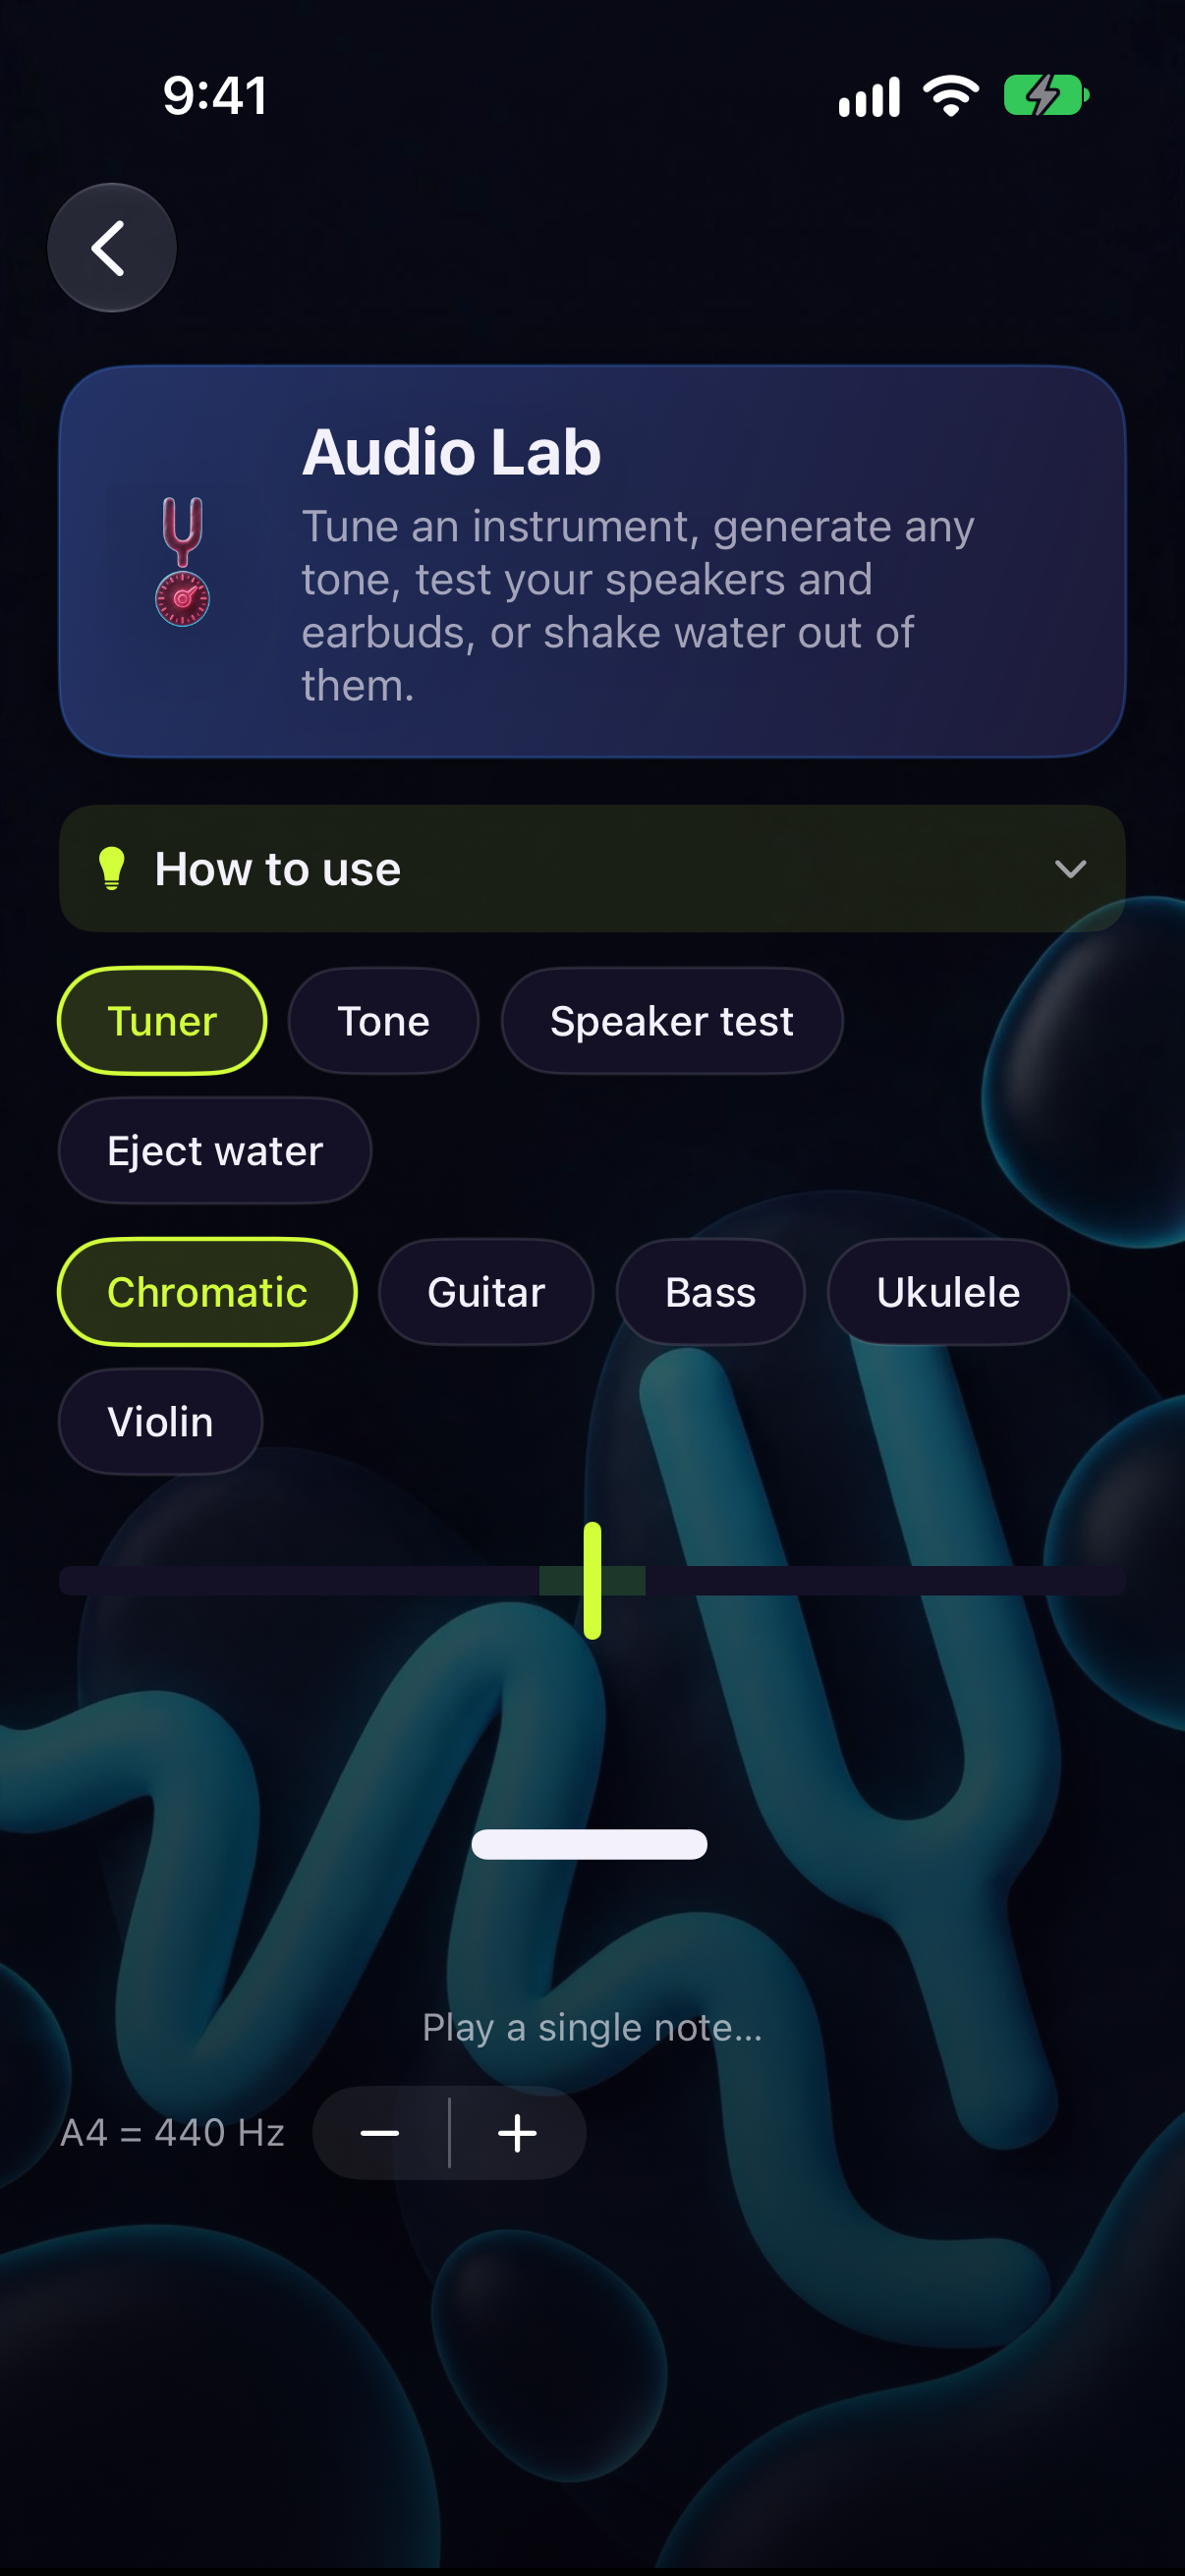 9:41
Audio Lab
Tune an instrument, generate any
tone, test your speakers and
earbuds, or shake water out of
them.
How to use
Tuner Tone Speaker test
Eject water
Chromatic Guitar Bass Ukulele
Violin
—
Play a single note...
A4 = 440 Hz − +